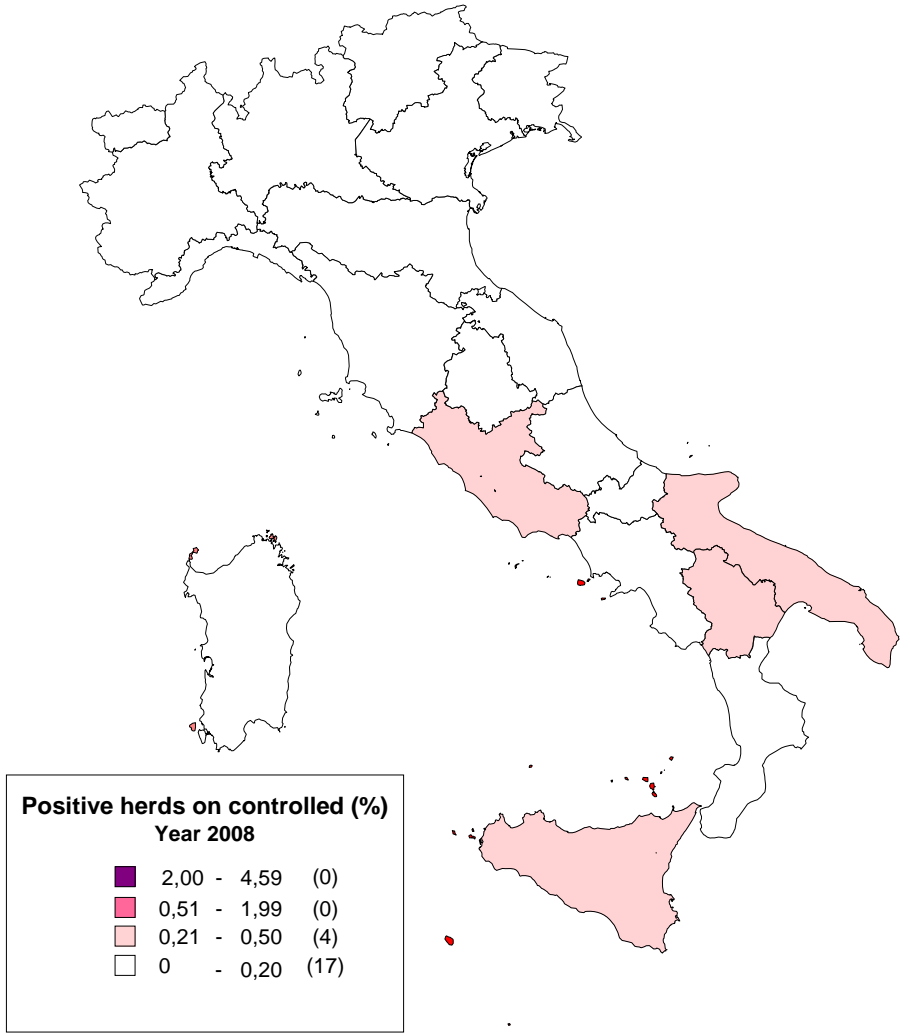 Positive herds on controlled (%)
Year 2008
2,00 - 4,59 (0)
0,51 - 1,99 (0)
0,21 - 0,50 (4)
0 - 0,20 (17)